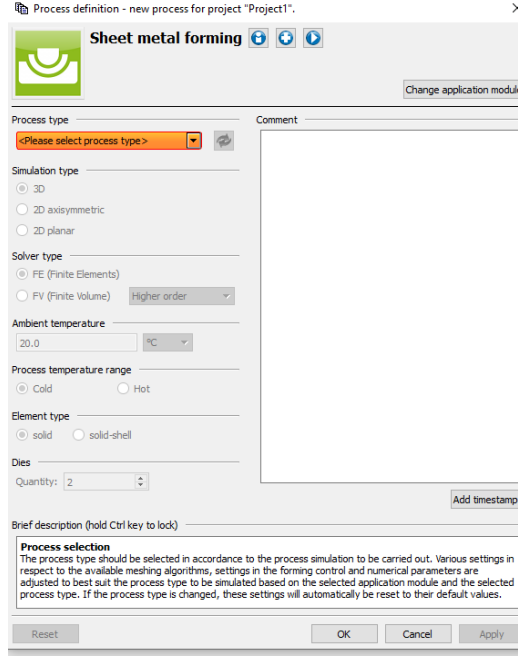 Process definition - new process for project "Project1".
Sheet metal forming
Change application module
Process type
Comment
<Please select process type>
Simulation type
3D
2D axisymmetric
2D planar
Solver type
FE (Finite Elements)
FV (Finite Volume) Higher order
Ambient temperature
20.0 °C
Process temperature range
Cold Hot
Element type
solid solid-shell
Dies
Quantity: 2
Add timestamp
Brief description (hold Ctrl key to lock)
Process selection
The process type should be selected in accordance to the process simulation to be carried out. Various settings in
respect to the available meshing algorithms, settings in the forming control and numerical parameters are
adjusted to best suit the process type to be simulated based on the selected application module and the selected
process type. If the process type is changed, these settings will automatically be reset to their default values.
Reset OK Cancel Apply